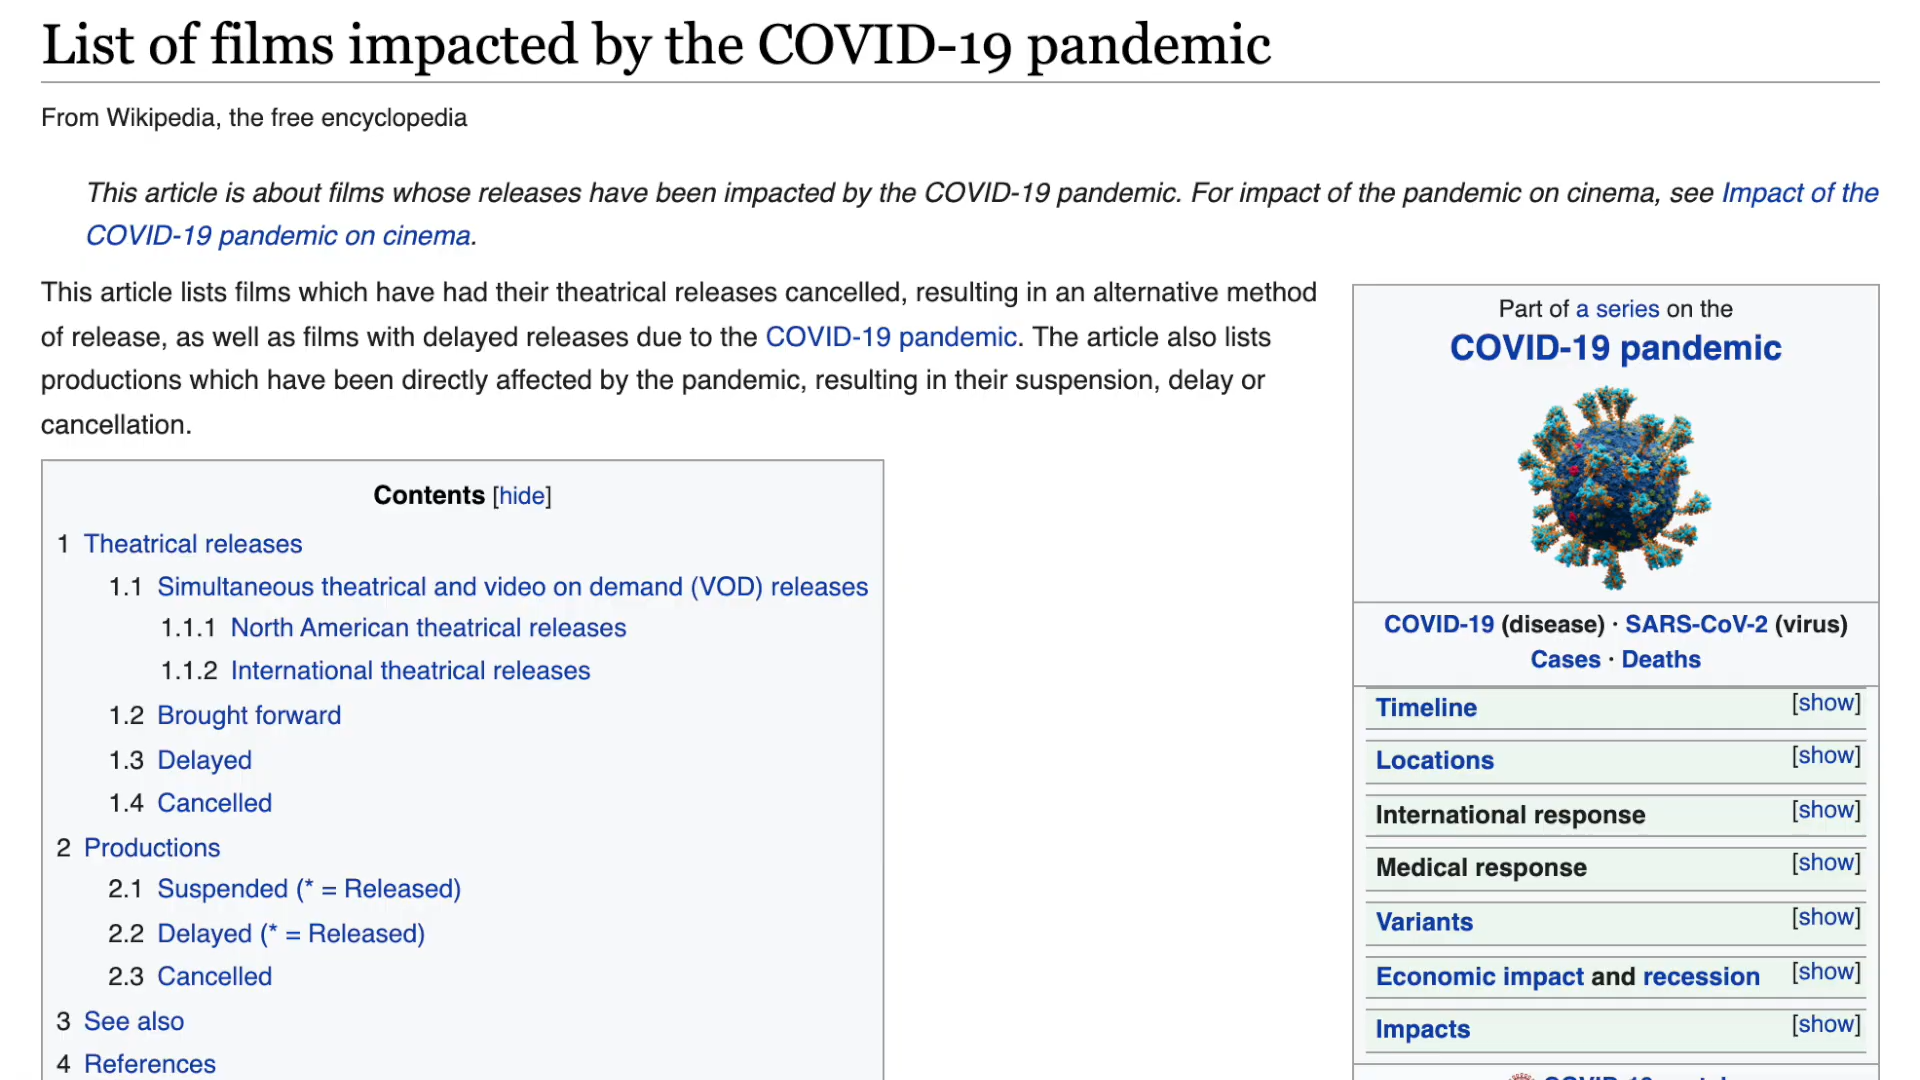 List of films impacted by the COVID-19 pandemic
From Wikipedia, the free encyclopedia
This article is about films whose releases have been impacted by the COVID-19 pandemic. For impact of the pandemic on cinema, see Impact of the
COVID-19 pandemic on cinema.
This article lists films which have had their theatrical releases cancelled, resulting in an alternative method
of release, as well as films with delayed releases due to the COVID-19 pandemic. The article also lists
productions which have been directly affected by the pandemic, resulting in their suspension, delay or
cancellation.
Contents [hide]
1 Theatrical releases
1.1 Simultaneous theatrical and video on demand (VOD) releases
1.1.1 North American theatrical releases
1.1.2 International theatrical releases
1.2 Brought forward
1.3 Delayed
1.4 Cancelled
2 Productions
2.1 Suspended (* = Released)
2.2 Delayed (* = Released)
2.3 Cancelled
3 See also
4 References
Part of a series on the
COVID-19 pandemic
COVID-19 (disease) · SARS-CoV-2 (virus)
Cases · Deaths
Timeline [show]
Locations [show]
International response [show]
Medical response [show]
Variants [show]
Economic impact and recession [show]
Impacts [show]